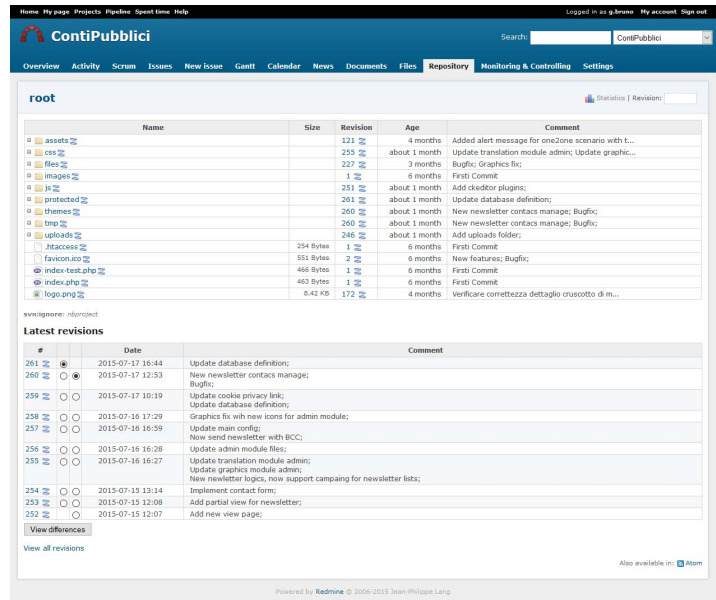 Home My page Projects Pipeline Spent time Help Logged in as g.bruno My account Sign out
ContiPubblici Search: ContiPubblici
Overview Activity Scrum Issues New issue Gantt Calendar News Documents Files Repository Monitoring & Controlling Settings
root Statistics | Revision:
Name Size Revision Age Comment
assets 121 4 months Added alert message for one2one scenario with t...
css 255 about 1 month Update translation module admin; Update graphic...
files 227 3 months Bugfix; Graphics fix;
images 1 6 months Firsti Commit
js 251 about 1 month Add ckeditor plugins;
protected 261 about 1 month Update database definition;
themes 260 about 1 month New newsletter contacs manage; Bugfix;
tmp 260 about 1 month New newsletter contacs manage; Bugfix;
uploads 246 about 1 month Add uploads folder;
.htaccess 254 Bytes 1 6 months Firsti Commit
favicon.ico 551 Bytes 2 6 months New features; Bugfix;
index-test.php 466 Bytes 1 6 months Firsti Commit
index.php 463 Bytes 1 6 months Firsti Commit
logo.png 8.42 KB 172 4 months Verificare correttezza dettaglio cruscotto di m...
svn:ignore: nbproject
Latest revisions
# Date Comment
261 2015-07-17 16:44 Update database definition;
260 2015-07-17 12:53 New newsletter contacs manage;
Bugfix;
259 2015-07-17 10:19 Update cookie privacy link;
Update database definition;
258 2015-07-16 17:29 Graphics fix wih new icons for admin module;
257 2015-07-16 16:59 Update main config;
Now send newsletter with BCC;
256 2015-07-16 16:28 Update admin module files;
255 2015-07-16 16:27 Update translation module admin;
Update graphics module admin;
New newletter logics, now support campaing for newsletter lists;
254 2015-07-15 13:14 Implement contact form;
253 2015-07-15 12:08 Add partial view for newsletter;
252 2015-07-15 12:07 Add new view page;
View differences
View all revisions
Also available in: Atom
Powered by Redmine © 2006-2015 Jean-Philippe Lang